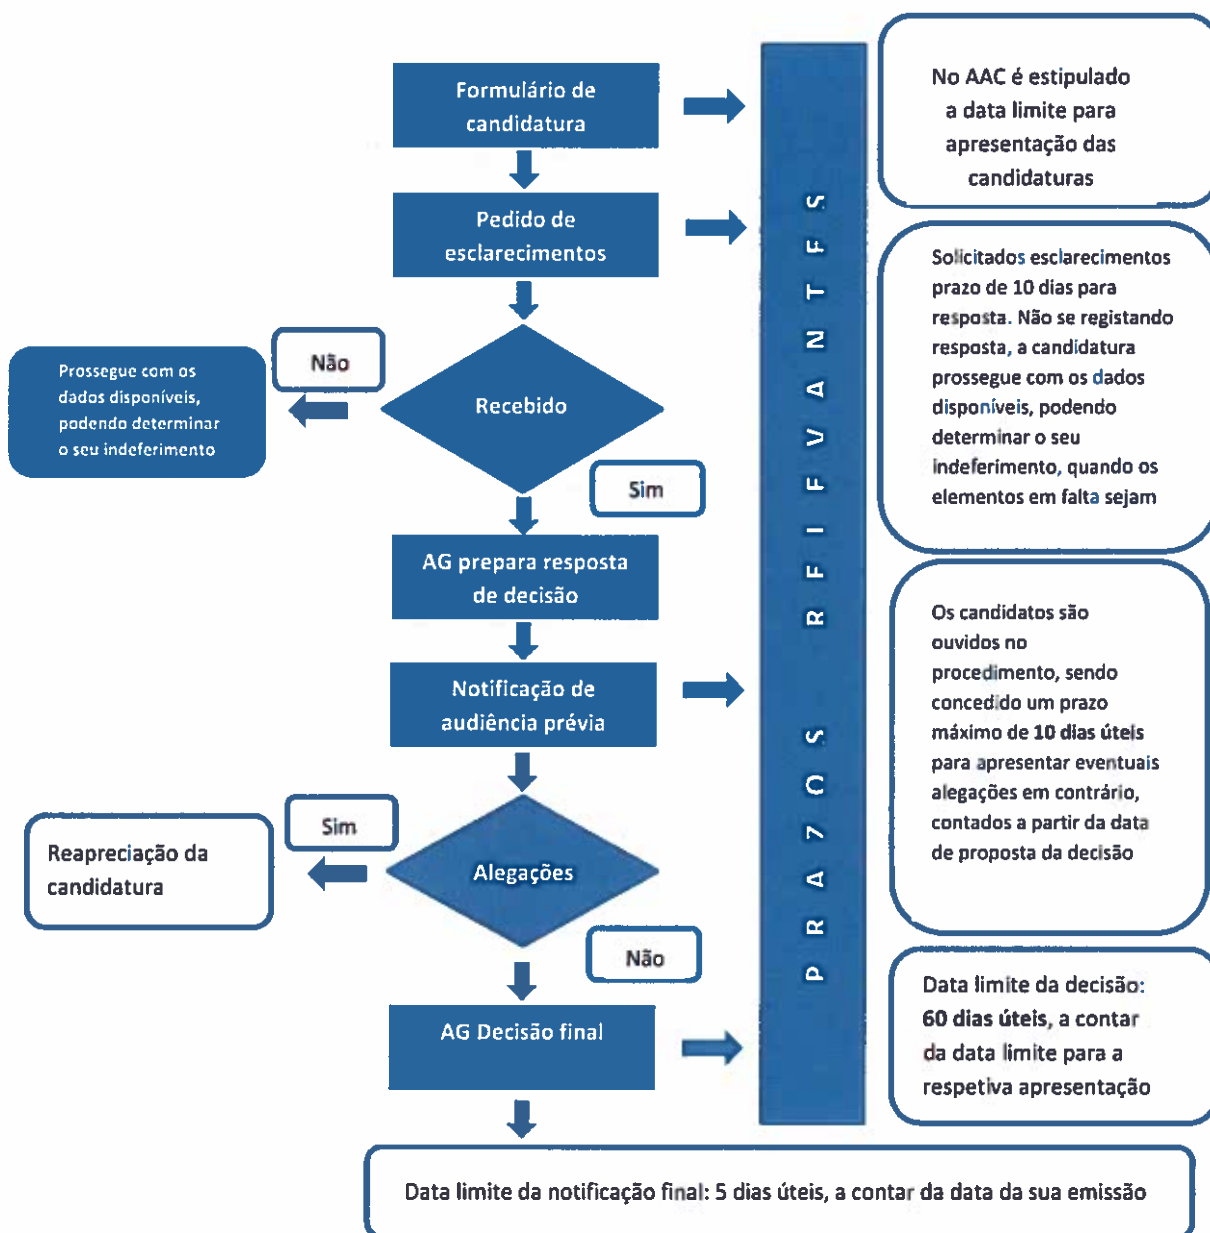 Formulário de
candidatura
No AAC é estipulado
a data limite para
apresentação das
candidaturas
Pedido de
esclarecimentos
Solicitados esclarecimentos
prazo de 10 dias para
resposta. Não se registando
resposta, a candidatura
prossegue com os dados
disponíveis, podendo
determinar o seu
indeferimento, quando os
elementos em falta sejam
Não
Prossegue com os
dados disponíveis,
podendo determinar
o seu indeferimento
Recebido
Sim
AG prepara resposta
de decisão
Notificação de
audiência prévia
Os candidatos são
ouvidos no
procedimento, sendo
concedido um prazo
máximo de 10 dias úteis
para apresentar eventuais
alegações em contrário,
contados a partir da data
de proposta da decisão
Sim
Reapreciação da
candidatura
Alegações
Não
AG Decisão final
Data limite da decisão:
60 dias úteis, a contar
da data limite para a
respetiva apresentação
PRAZOS RELEVANTES
Data limite da notificação final: 5 dias úteis, a contar da data da sua emissão